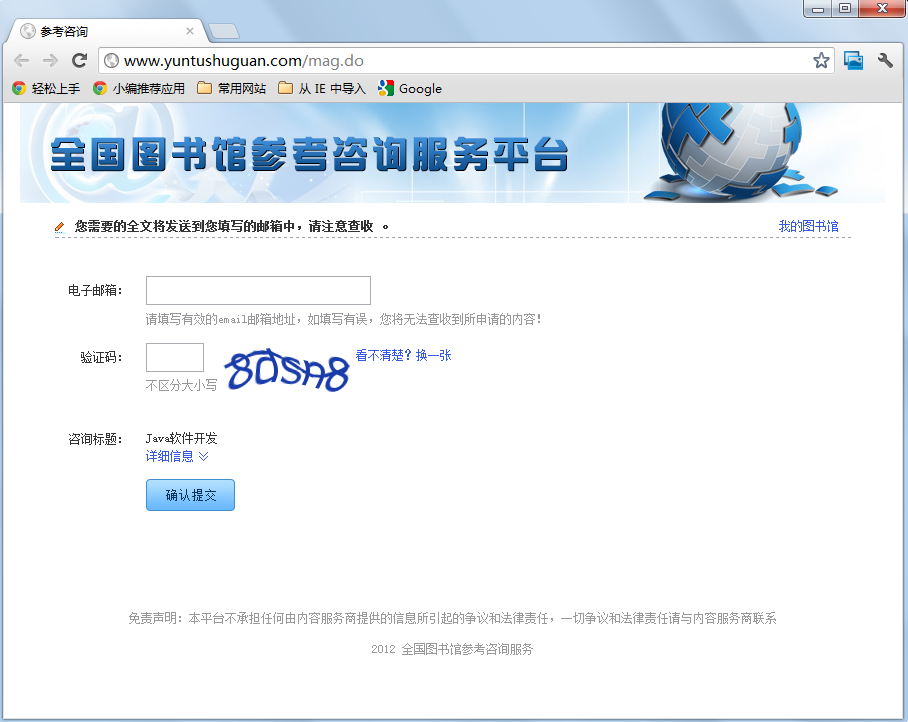 参考咨询
www.yuntushuguan.com/mag.do
轻松上手 小编推荐应用 常用网站 从 IE 中导入 Google
全国图书馆参考咨询服务平台
您需要的全文将发送到您填写的邮箱中，请注意查收 。 我的图书馆
电子邮箱：
请填写有效的email邮箱地址，如填写有误，您将无法查收到所申请的内容！
验证码： 8dsA8 看不清楚？换一张
不区分大小写
咨询标题： Java软件开发
详细信息
确认提交
免责声明：本平台不承担任何由内容服务商提供的信息所引起的争议和法律责任，一切争议和法律责任请与内容服务商联系
2012 全国图书馆参考咨询服务